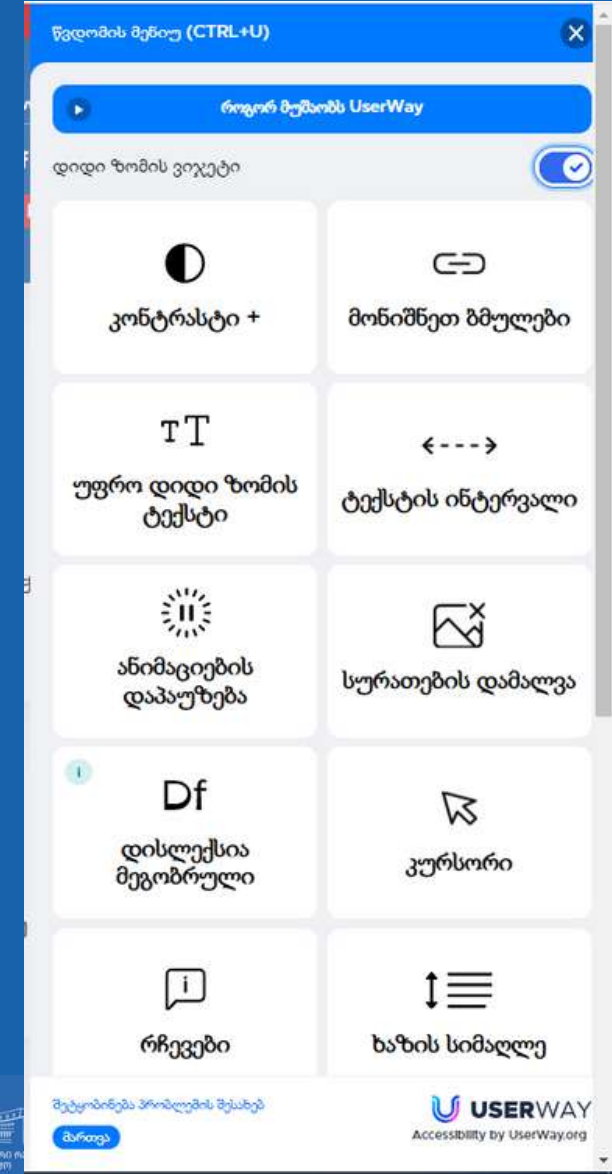 წვდომის მენიუ (CTRL+U)
როგორ მუშაობს UserWay
დიდი ზომის ვიჯეტი
კონტრასტი +
მონიშნეთ ბმულები
უფრო დიდი ზომის
ტექსტი
ტექსტის ინტერვალი
ანიმაციების
დაპაუზება
სურათების დამალვა
i
Df
დისლექსია
მეგობრული
კურსორი
რჩევები
ხაზის სიმაღლე
შეტყობინება პრობლემის შესახებ
მართვა
USERWAY
Accessibility by UserWay.org